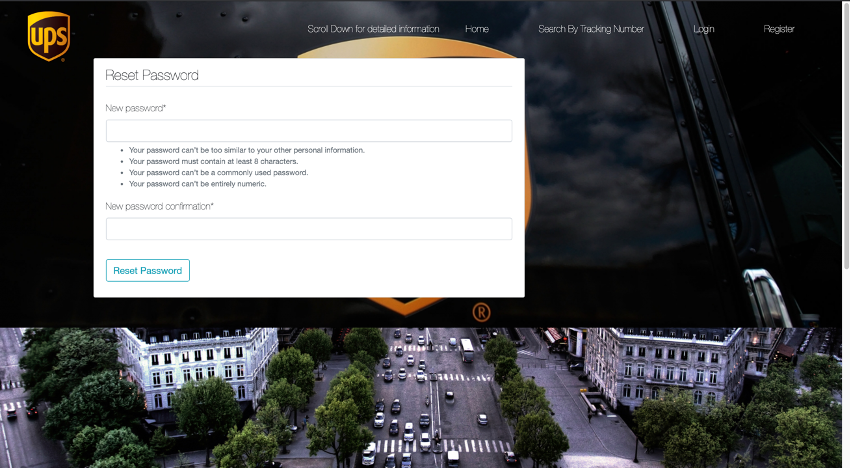 ups
Scroll Down for detailed information Home Search By Tracking Number Login Register
Reset Password
New password*
Your password can't be too similar to your other personal information.
Your password must contain at least 8 characters.
Your password can't be a commonly used password.
Your password can't be entirely numeric.
New password confirmation*
Reset Password
®